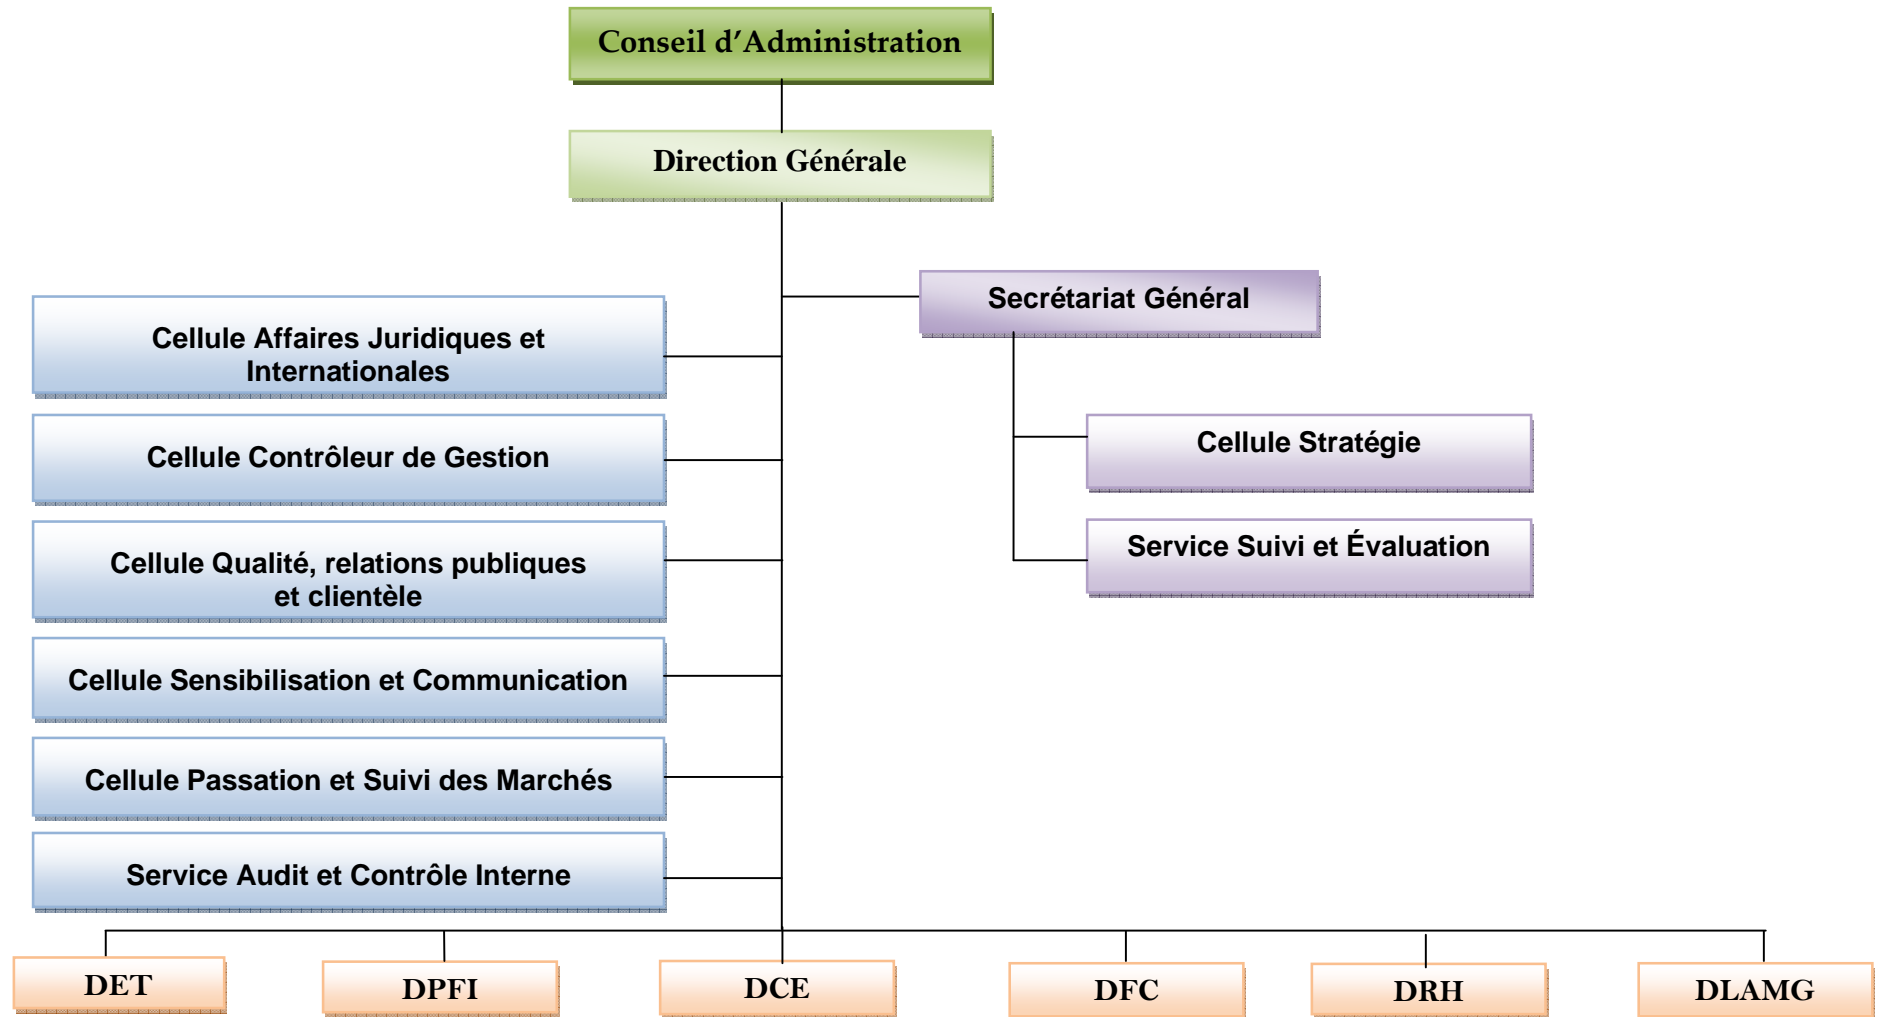 Conseil d’Administration
Direction Générale
Secrétariat Général
Cellule Affaires Juridiques et
Internationales
Cellule Contrôleur de Gestion
Cellule Stratégie
Cellule Qualité, relations publiques
et clientèle
Service Suivi et Évaluation
Cellule Sensibilisation et Communication
Cellule Passation et Suivi des Marchés
Service Audit et Contrôle Interne
DET
DPFI
DCE
DFC
DRH
DLAMG